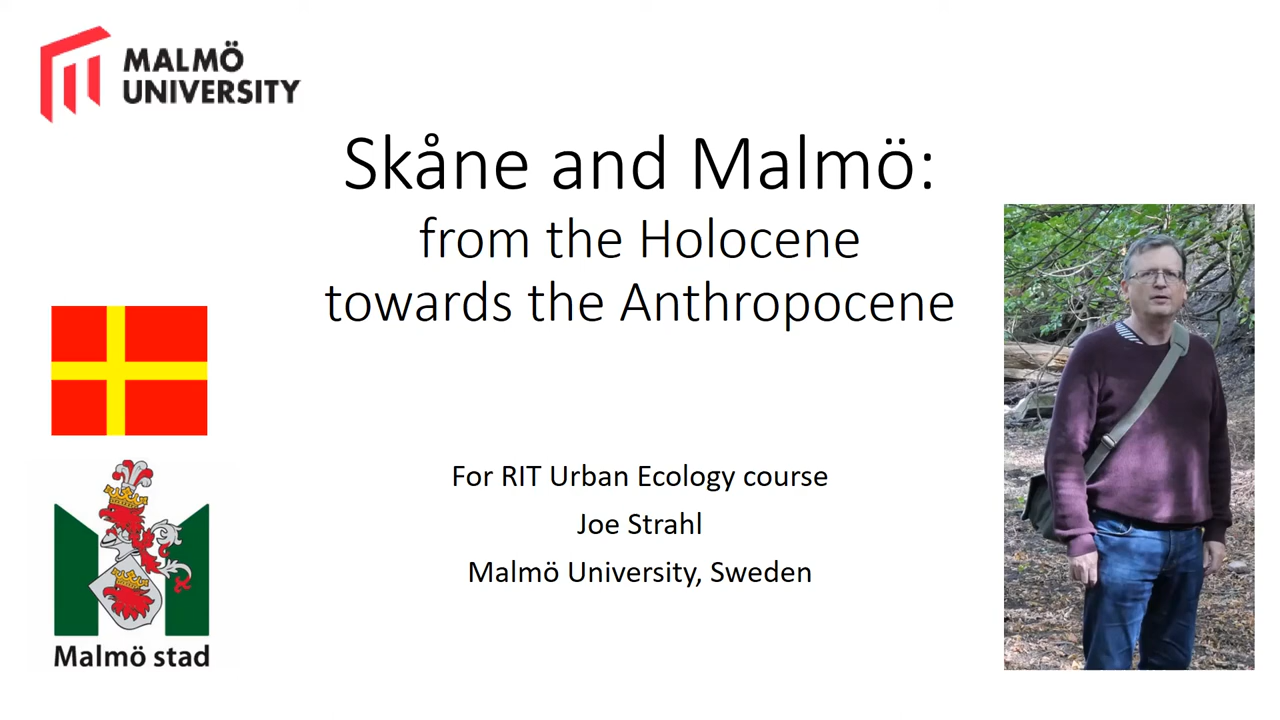 MALMÖ
UNIVERSITY
Skåne and Malmö:
from the Holocene
towards the Anthropocene
For RIT Urban Ecology course
Joe Strahl
Malmö University, Sweden
Malmö stad